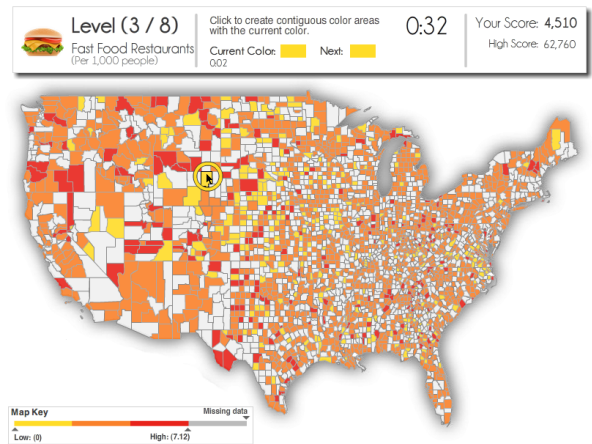 Level (3 / 8)
Fast Food Restaurants
(Per 1,000 people)
Click to create contiguous color areas
with the current color.
Current Color: Next:
0.02
0:32
Your Score: 4,510
High Score: 62,760
Map Key
Missing data
Low: (0) High: (7.12)